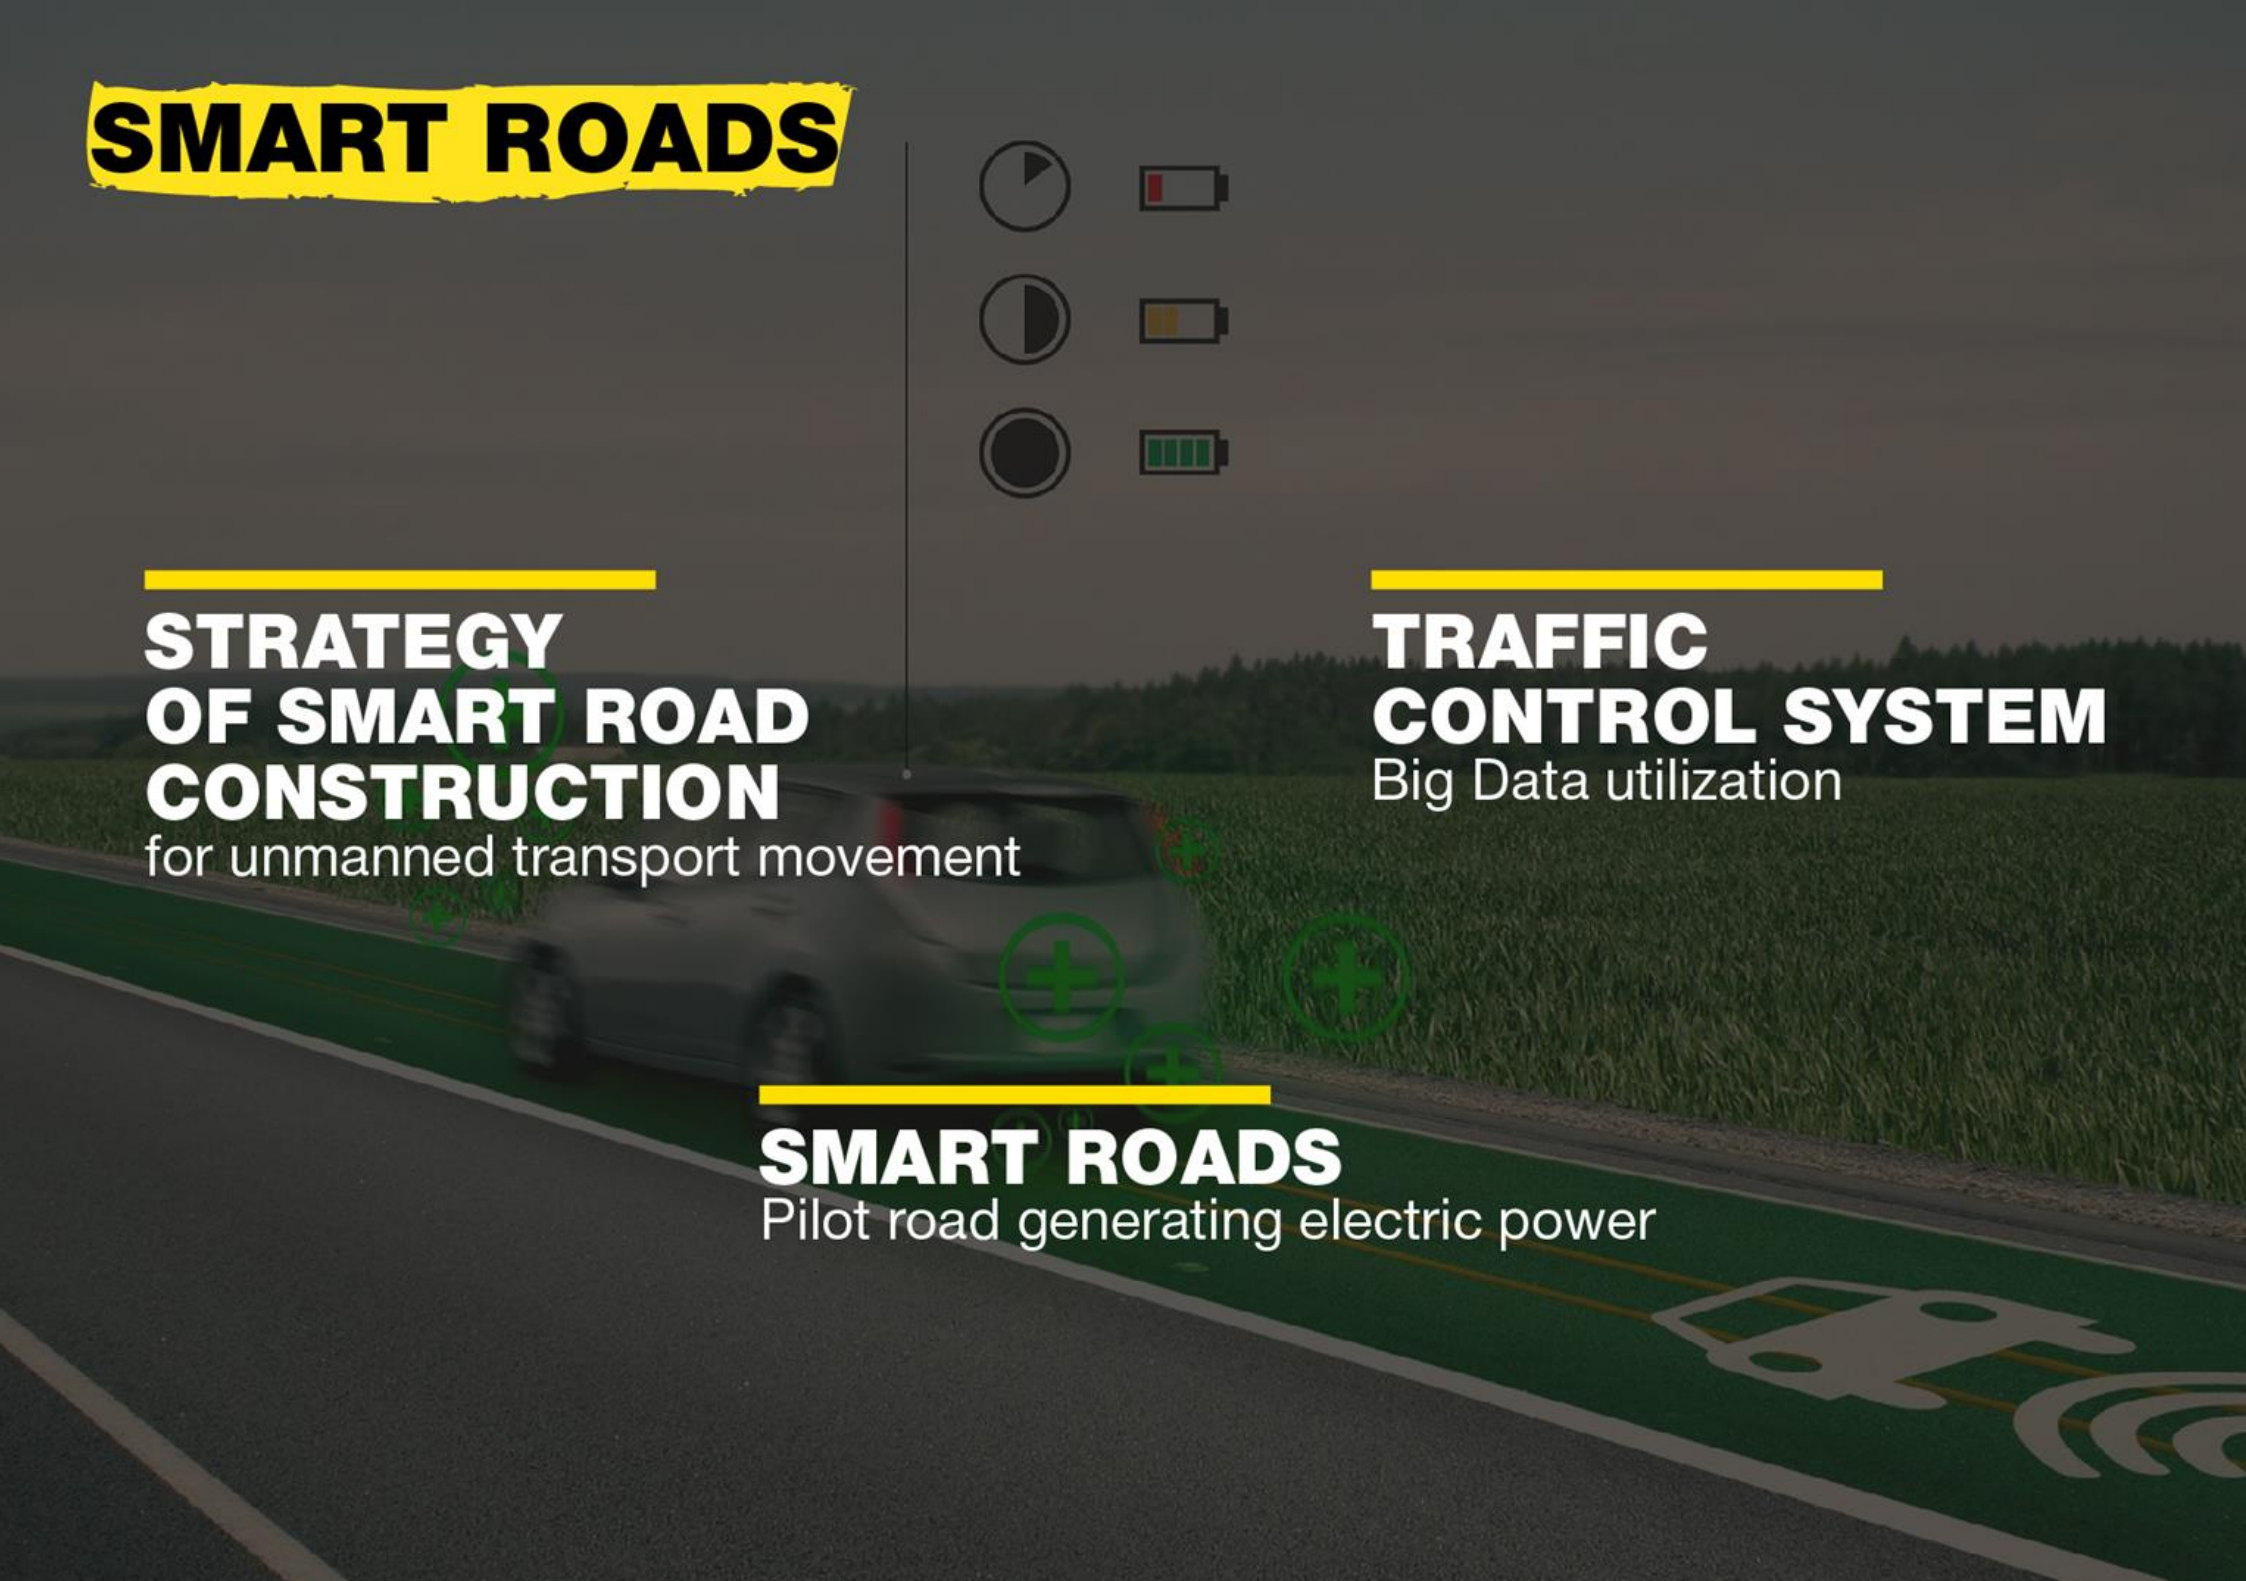 SMART ROADS
STRATEGY
OF SMART ROAD
CONSTRUCTION
for unmanned transport movement
TRAFFIC
CONTROL SYSTEM
Big Data utilization
SMART ROADS
Pilot road generating electric power